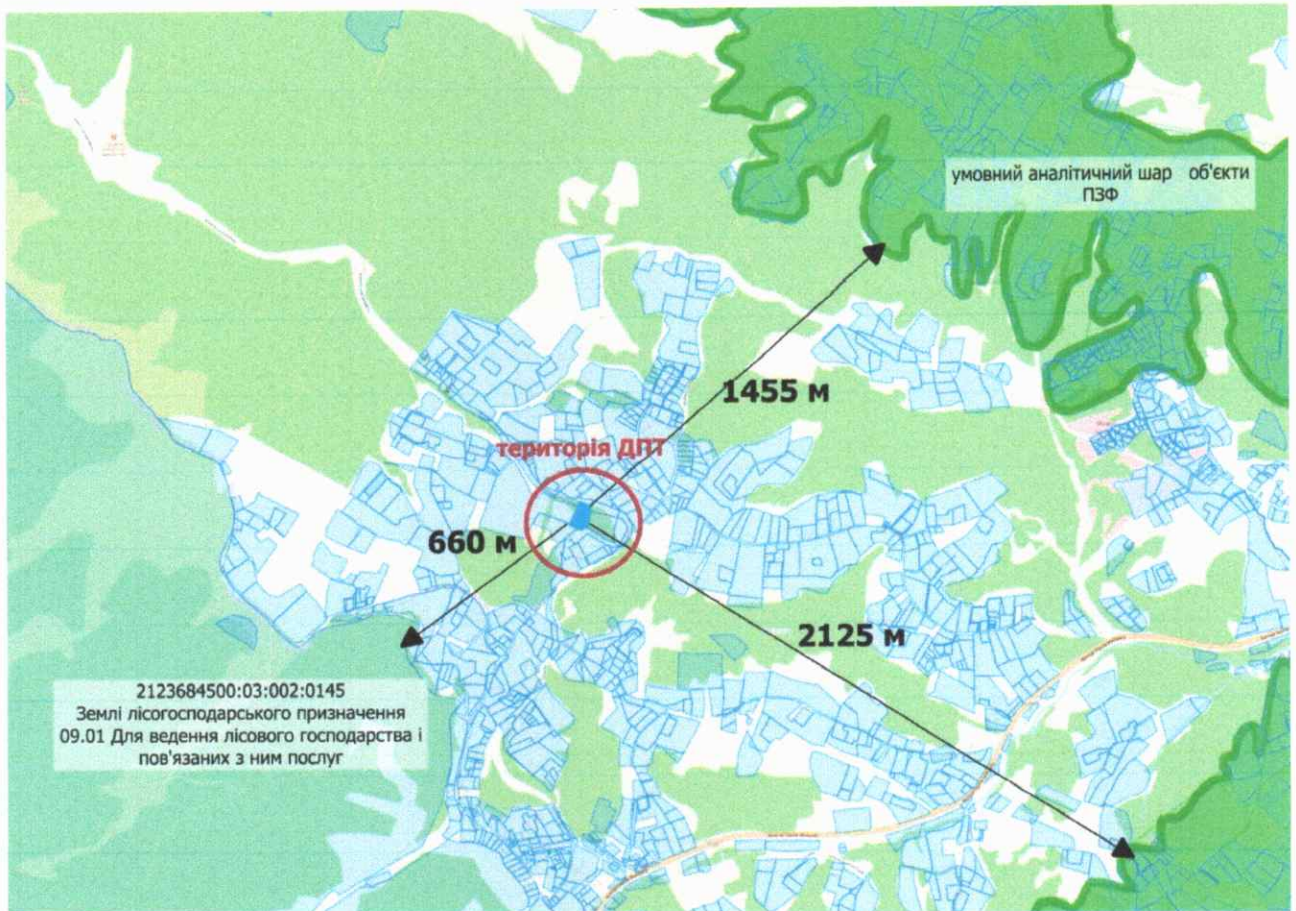 умовний аналітичний шар об'єкти
ПЗФ
1455 м
територія ДПТ
660 м
2125 м
2123684500:03:002:0145
Землі лісогосподарського призначення
09.01 Для ведення лісового господарства і
пов'язаних з ним послуг